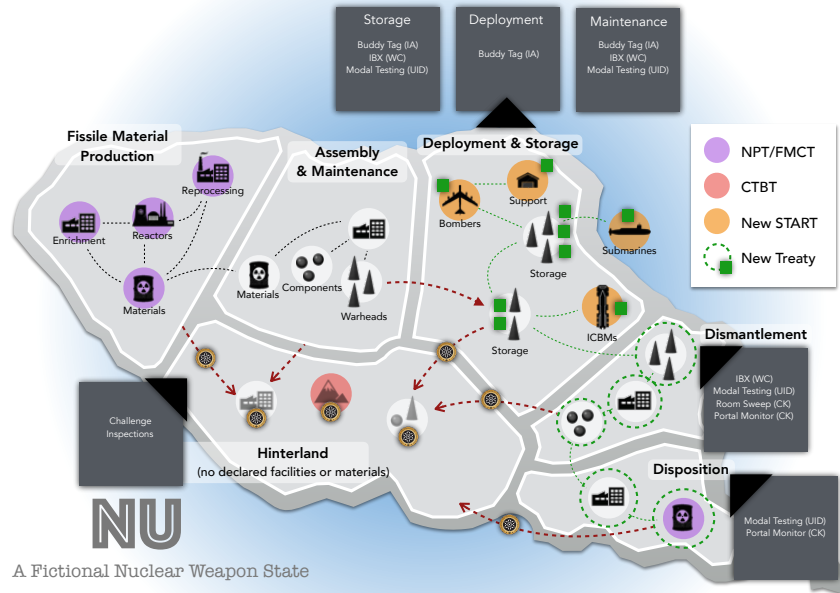 Storage
Buddy Tag (IA)
IBX (WC)
Modal Testing (UID)
Deployment
Buddy Tag (IA)
Maintenance
Buddy Tag (IA)
IBX (WC)
Modal Testing (UID)
Fissile Material
Production
Reprocessing
Enrichment
Reactors
Materials
Assembly
& Maintenance
Materials
Components
Warheads
Deployment & Storage
Bombers
Support
Storage
Submarines
Storage
ICBMs
NPT/FMCT
CTBT
New START
New Treaty
Dismantlement
IBX (WC)
Modal Testing (UID)
Room Sweep (CK)
Portal Monitor (CK)
Challenge
Inspections
Hinterland
(no declared facilities or materials)
Disposition
Modal Testing (UID)
Portal Monitor (CK)
NU
A Fictional Nuclear Weapon State